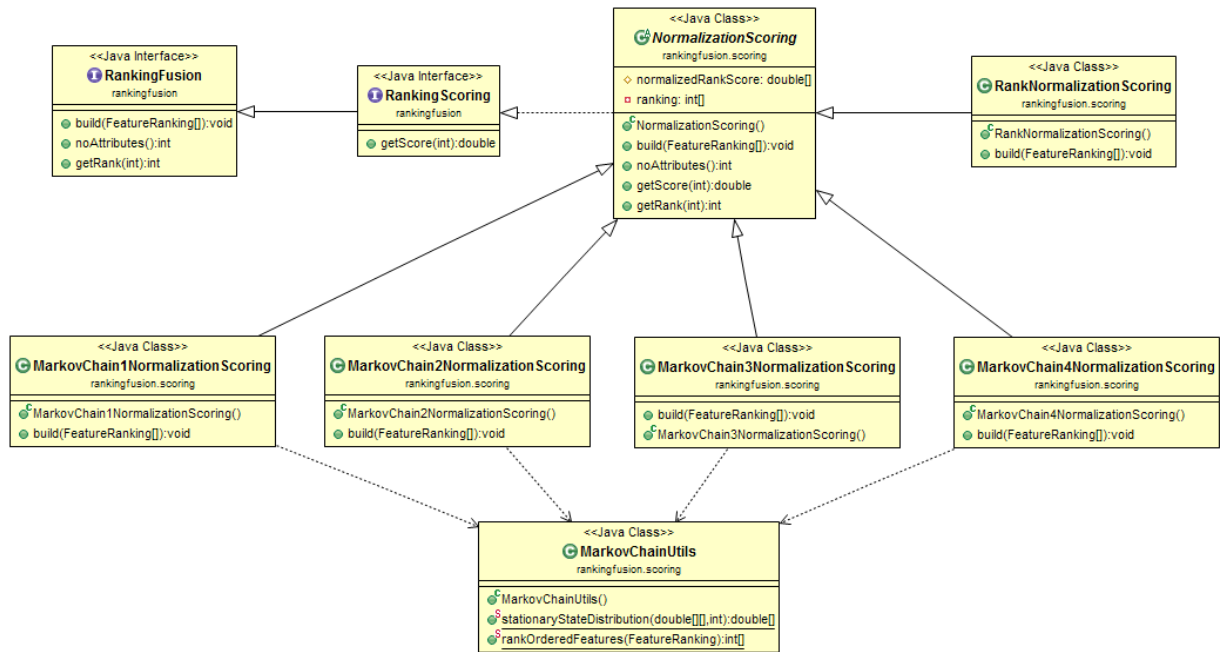 <<Java Interface>>
RankingFusion
rankingfusion
build(FeatureRanking[]):void
noAttributes():int
getRank(int):int
<<Java Interface>>
RankingScoring
rankingfusion
getScore(int):double
<<Java Class>>
NormalizationScoring
rankingfusion.scoring
normalizedRankScore: double[]
ranking: int[]
NormalizationScoring()
build(FeatureRanking[]):void
noAttributes():int
getScore(int):double
getRank(int):int
<<Java Class>>
RankNormalizationScoring
rankingfusion.scoring
RankNormalizationScoring()
build(FeatureRanking[]):void
<<Java Class>>
MarkovChain1NormalizationScoring
rankingfusion.scoring
MarkovChain1NormalizationScoring()
build(FeatureRanking[]):void
<<Java Class>>
MarkovChain2NormalizationScoring
rankingfusion.scoring
MarkovChain2NormalizationScoring()
build(FeatureRanking[]):void
<<Java Class>>
MarkovChain3NormalizationScoring
rankingfusion.scoring
build(FeatureRanking[]):void
MarkovChain3NormalizationScoring()
<<Java Class>>
MarkovChain4NormalizationScoring
rankingfusion.scoring
MarkovChain4NormalizationScoring()
build(FeatureRanking[]):void
<<Java Class>>
MarkovChainUtils
rankingfusion.scoring
MarkovChainUtils()
stationaryStateDistribution(double[][],int):double[]
rankOrderedFeatures(FeatureRanking):int[]